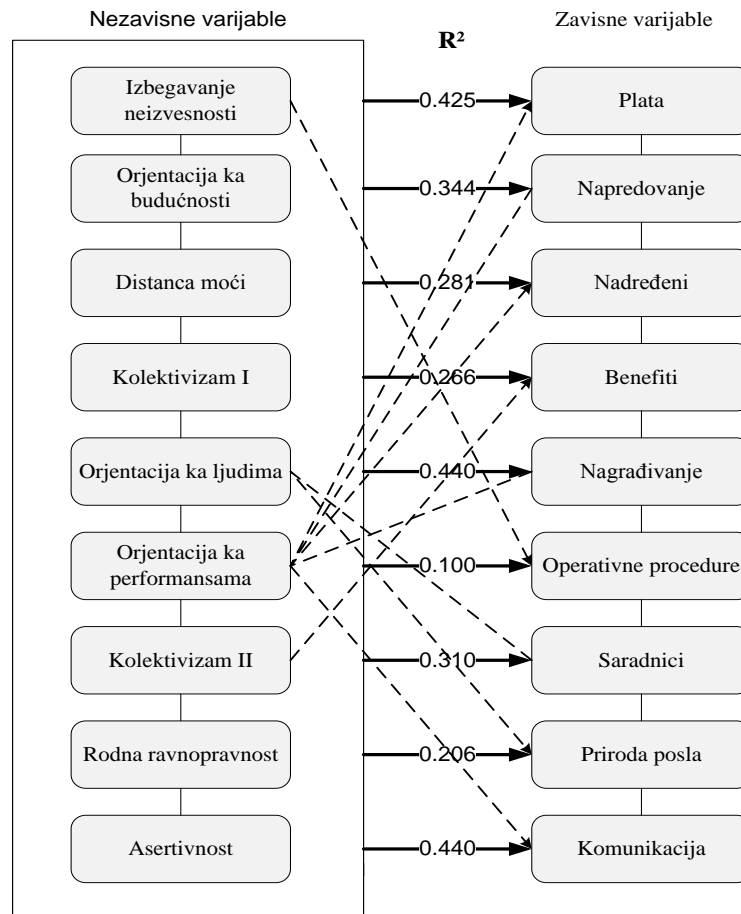 Nezavisne varijable
R²
Zavisne varijable
Izbegavanje
neizvesnosti
0.425
Plata
Orjentacija ka
budućnosti
0.344
Napredovanje
Distanca moći
0.281
Nadređeni
Kolektivizam I
0.266
Benefiti
Orjentacija ka ljudima
0.440
Nagrađivanje
Orjentacija ka
performansama
0.100
Operativne procedure
Kolektivizam II
0.310
Saradnici
Rodna ravnopravnost
0.206
Priroda posla
Asertivnost
0.440
Komunikacija